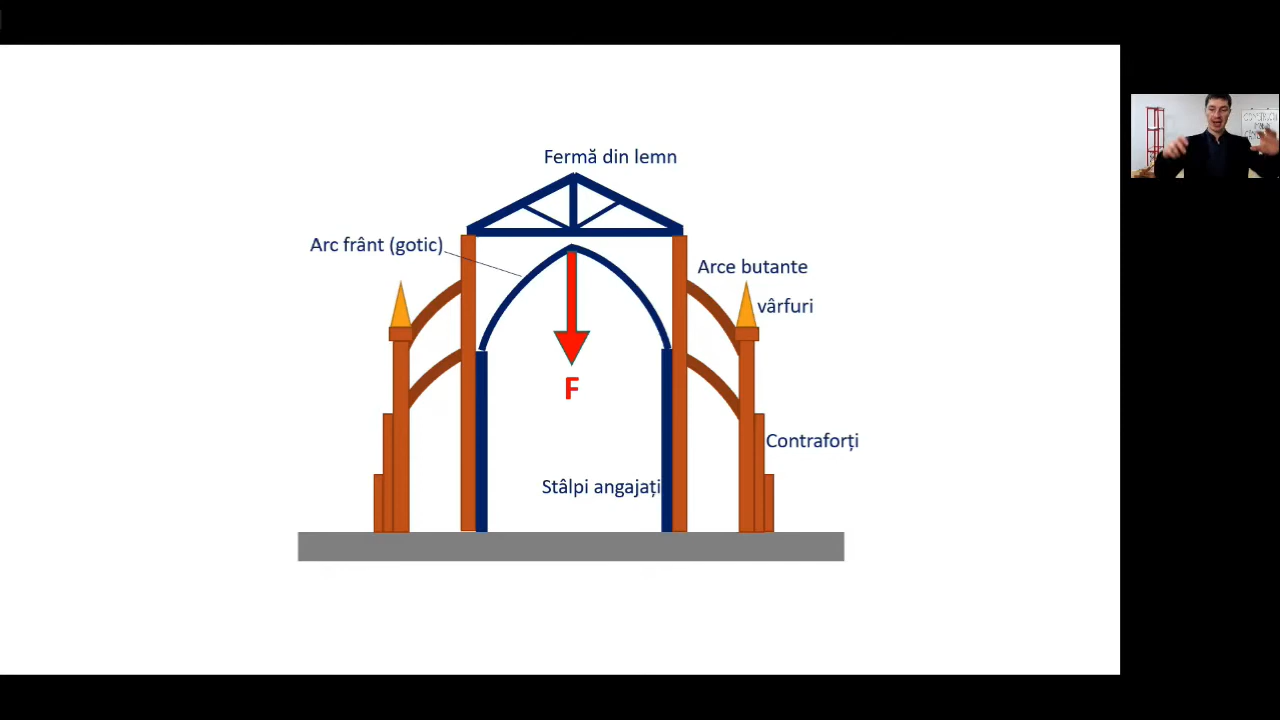 Fermă din lemn
Arc frânt (gotic)
Arce butante
vârfuri
F
Contraforți
Stâlpi angajați